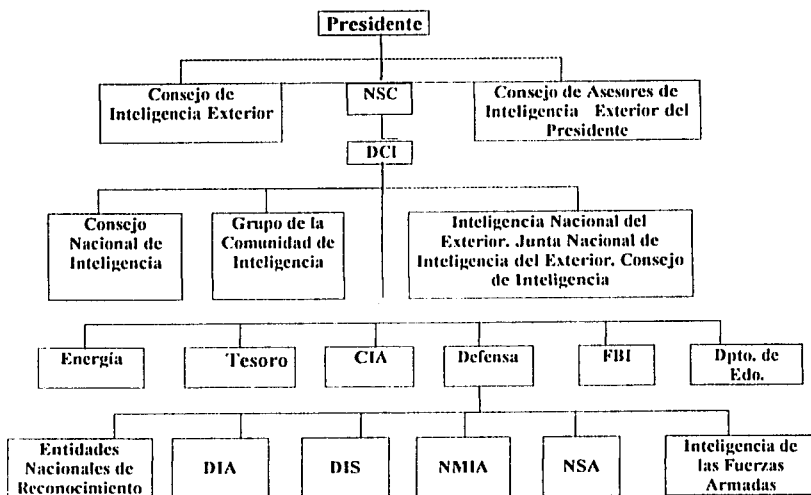 Presidente
Consejo de
Inteligencia Exterior
NSC
Consejo de Asesores de
Inteligencia Exterior del
Presidente
DCI
Consejo
Nacional de
Inteligencia
Grupo de la
Comunidad de
Inteligencia
Inteligencia Nacional del
Exterior. Junta Nacional de
Inteligencia del Exterior. Consejo
de Inteligencia
Energía
Tesoro
CIA
Defensa
FBI
Dpto. de
Edo.
Entidades
Nacionales de
Reconocimiento
DIA
DIS
NMIA
NSA
Inteligencia de
las Fuerzas
Armadas